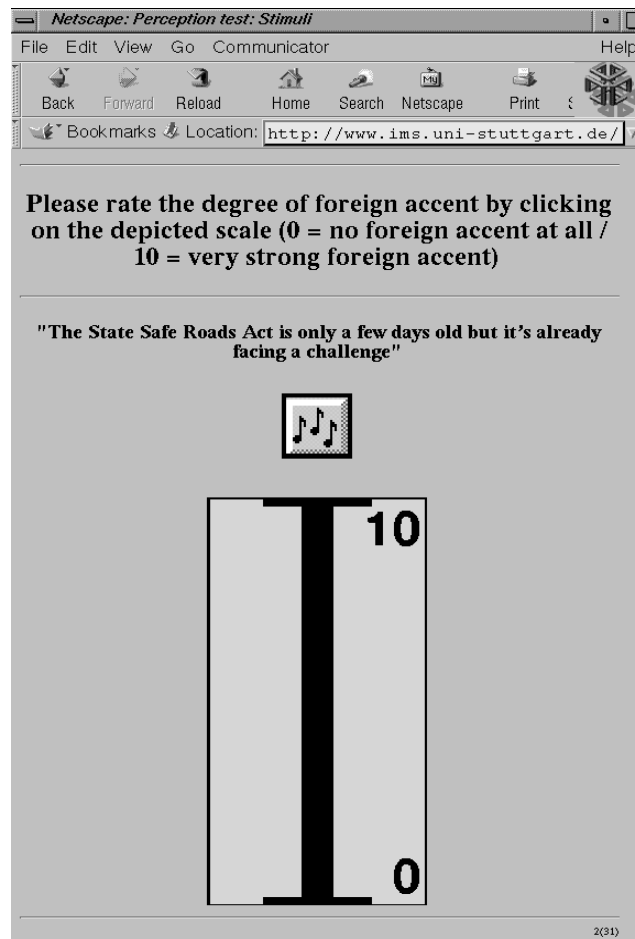 Netscape: Perception test: Stimuli
File Edit View Go Communicator Help
Back Forward Reload Home Search Netscape Print
Bookmarks Location: http://www.ims.uni-stuttgart.de/
Please rate the degree of foreign accent by clicking
on the depicted scale (0 = no foreign accent at all /
10 = very strong foreign accent)
"The State Safe Roads Act is only a few days old but it's already
facing a challenge"
10
0
2(31)